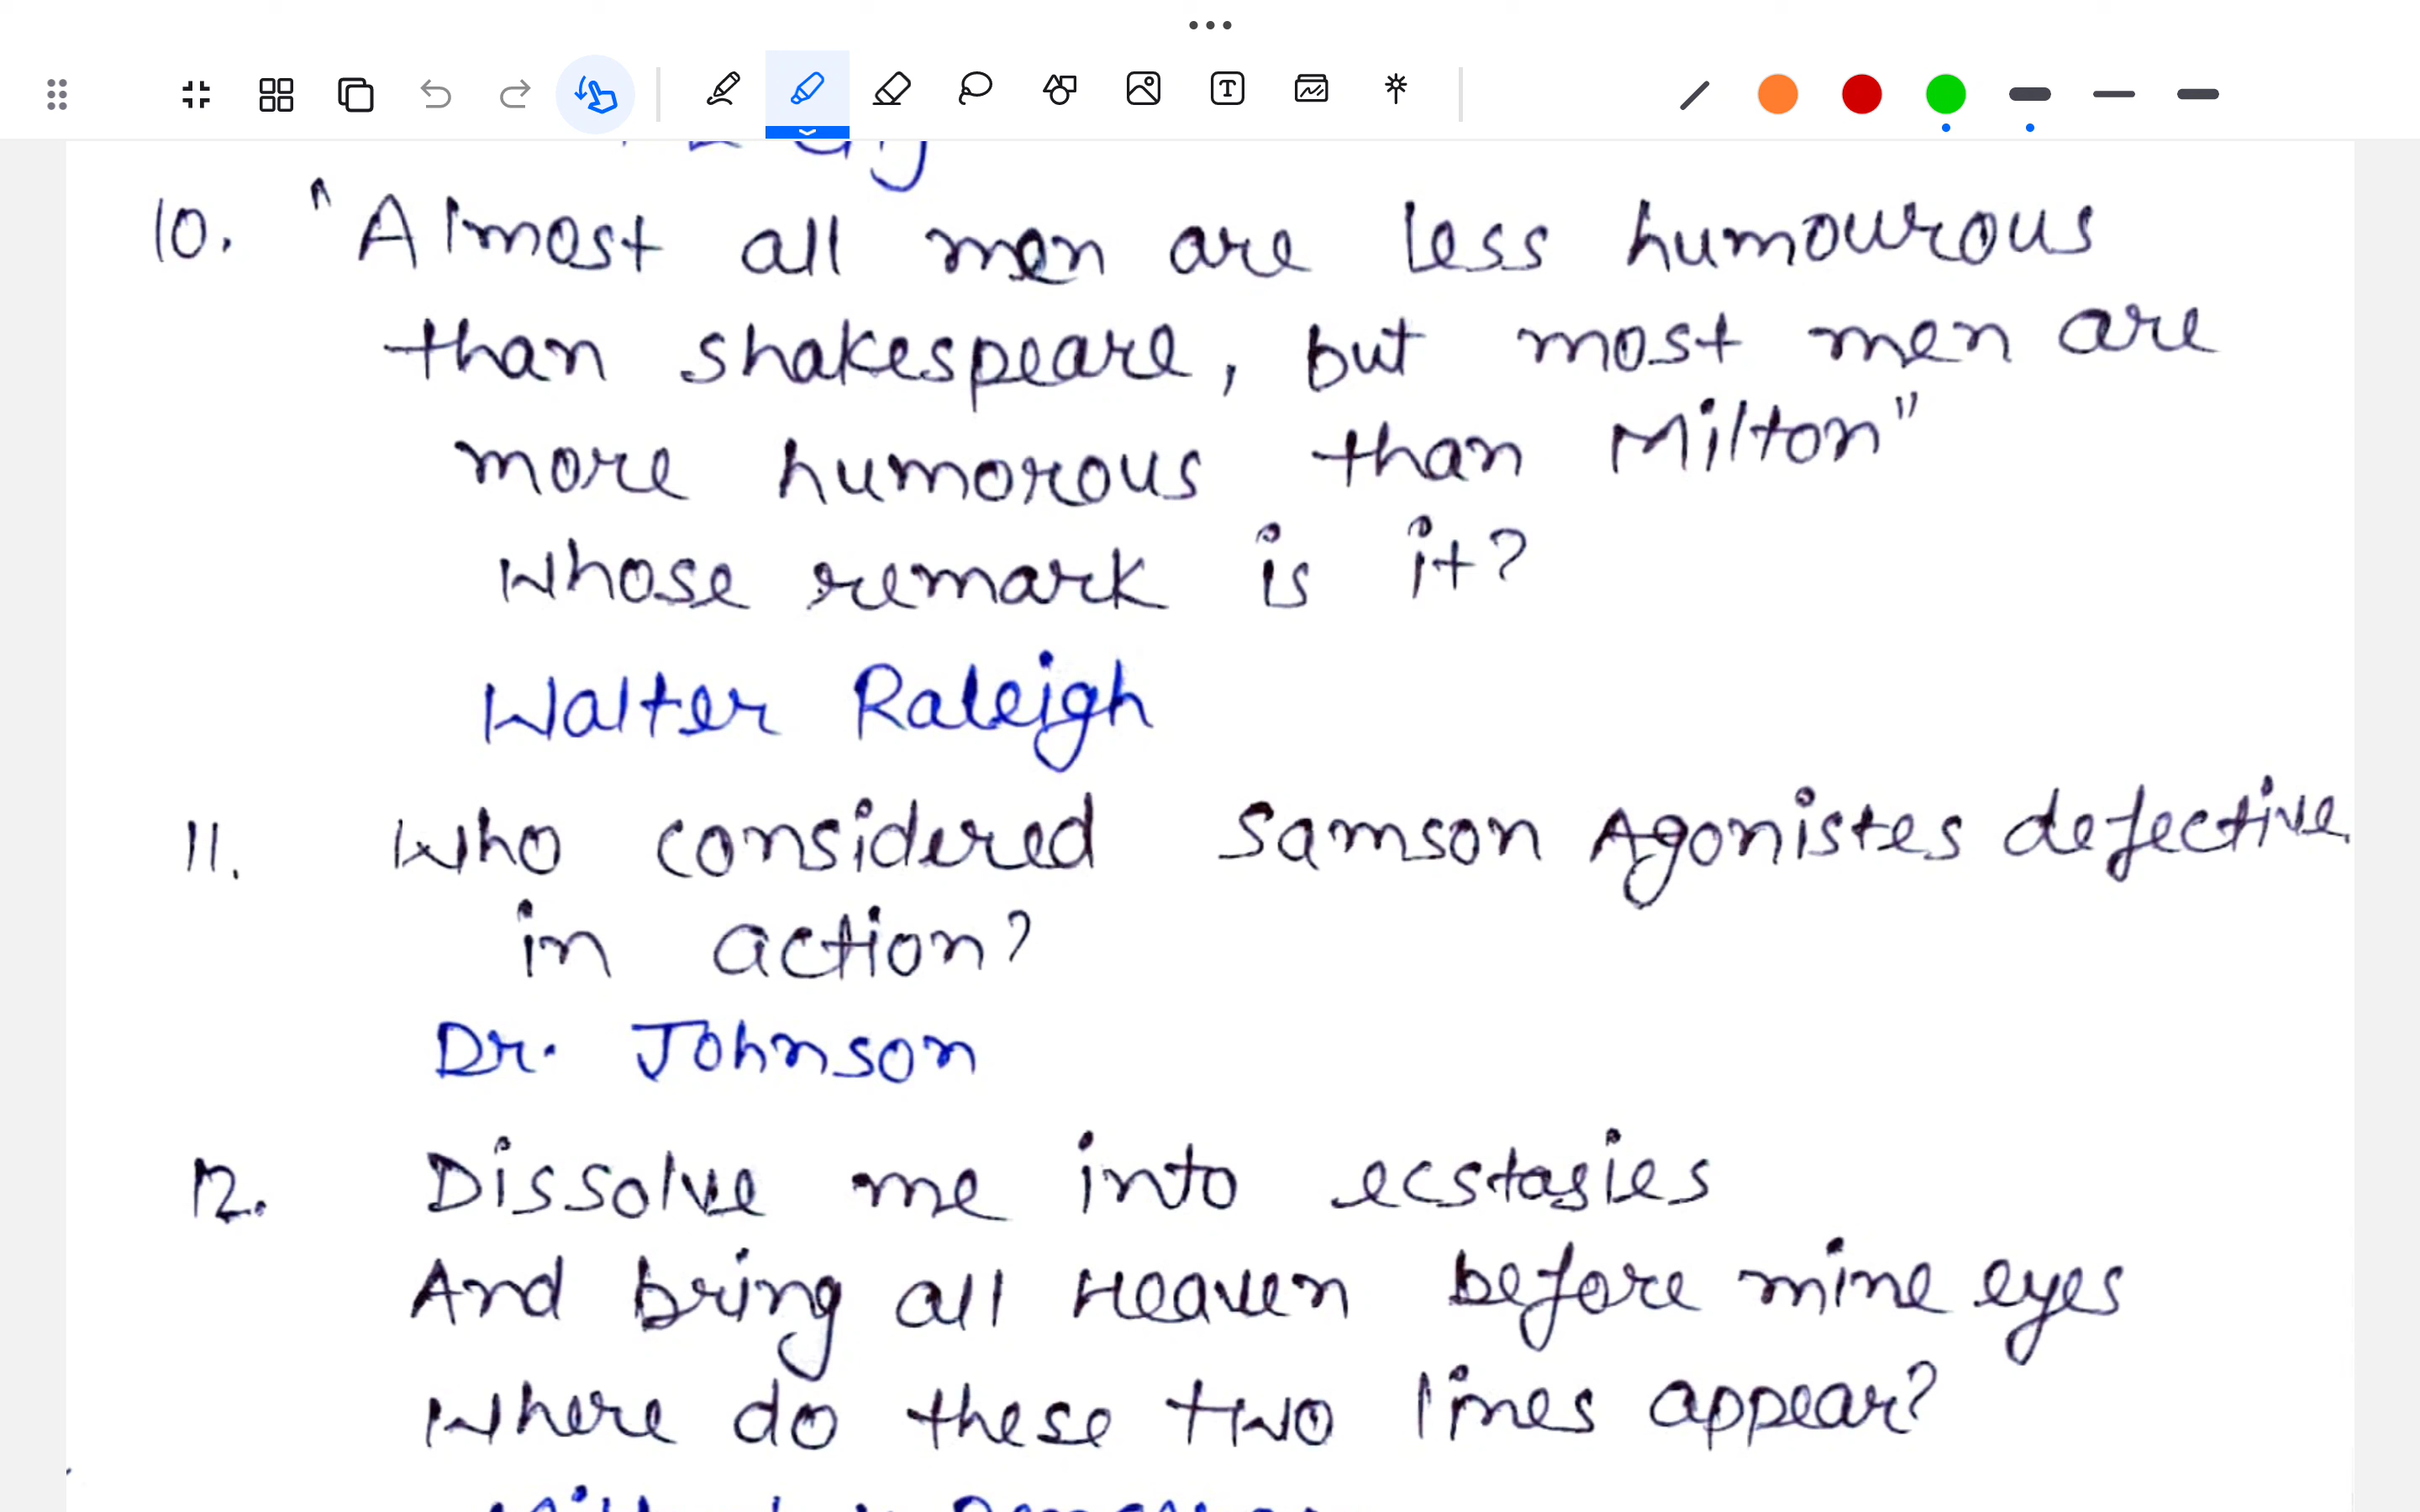 10. "Almost all men are less humourous
than shakespeare, but most men are
more humorous than Milton"
Whose remark is it?
Walter Raleigh
11. Who considered Samson Agonistes defective
in action?
Dr. Johnson
12. Dissolve me into ecstasies
And bring all Heaven before mine eyes
Where do these two lines appear?